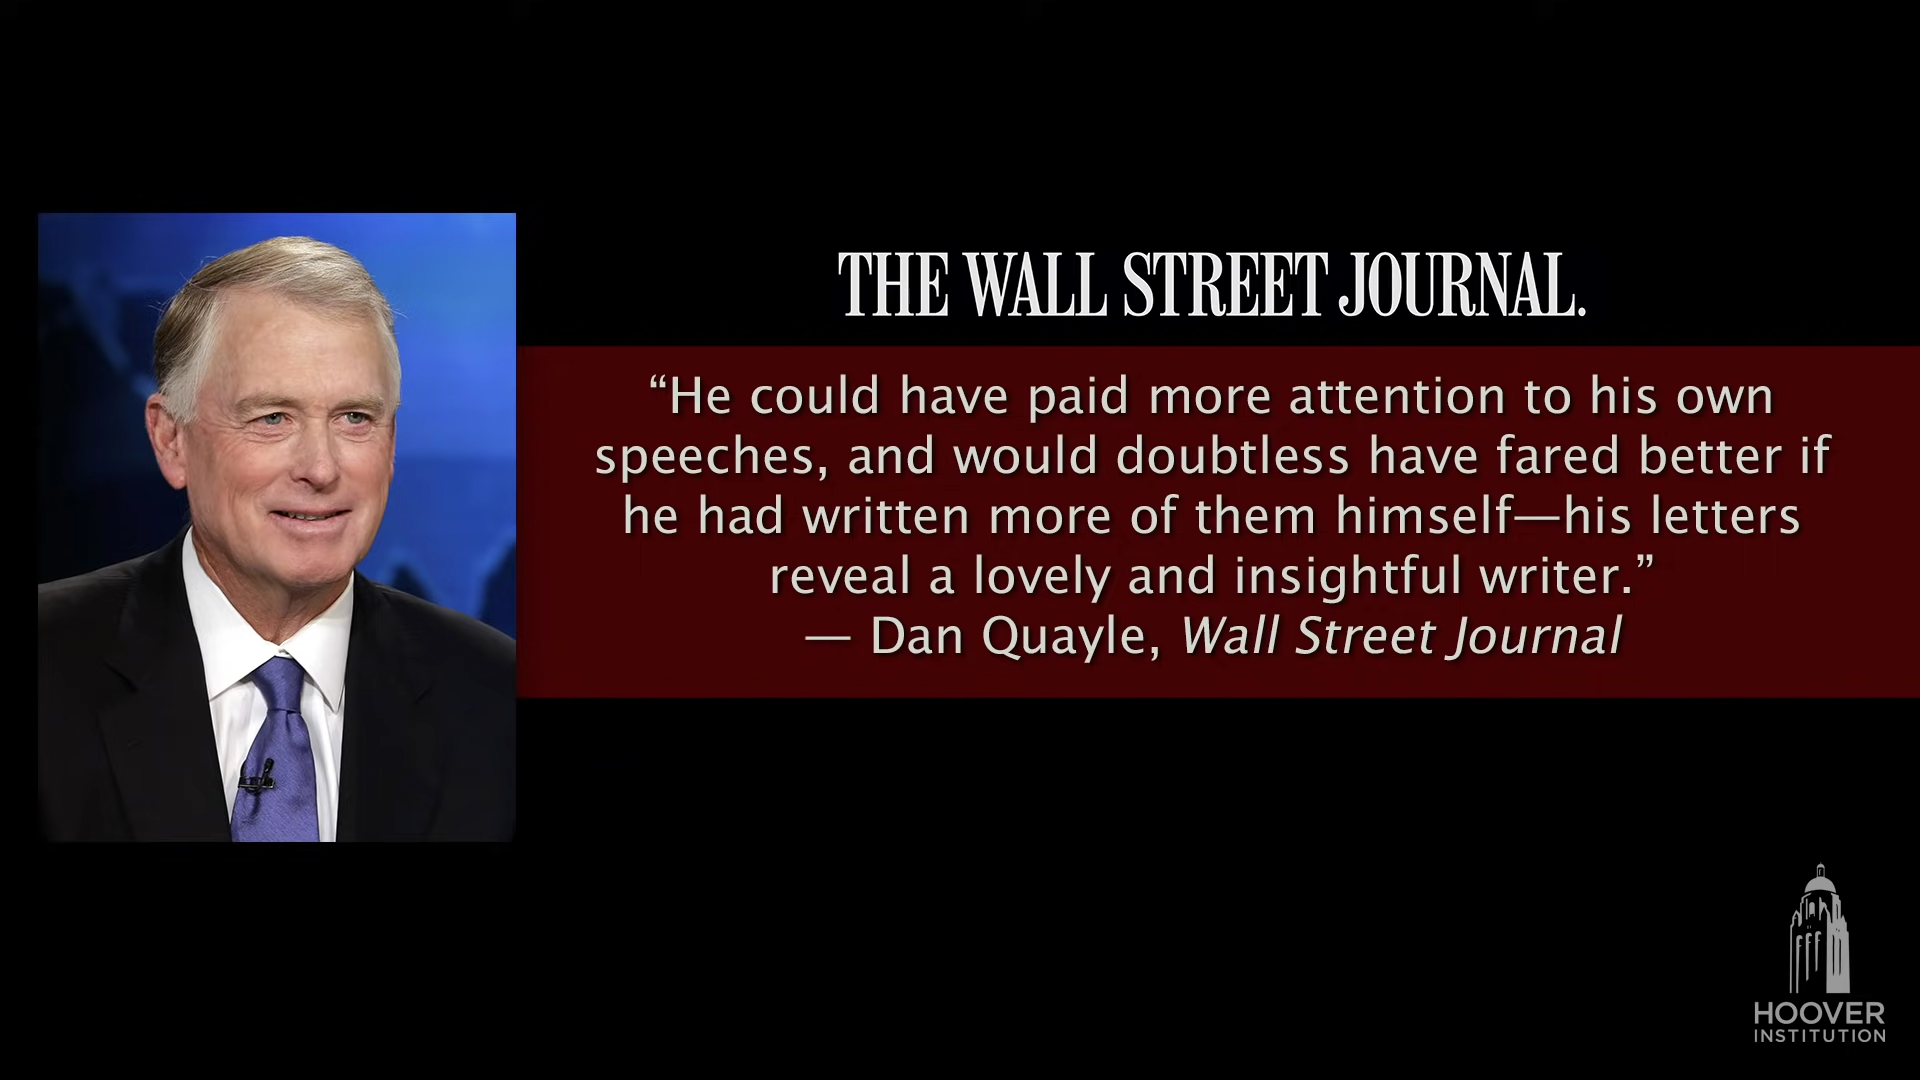 THE WALL STREET JOURNAL.
“He could have paid more attention to his own
speeches, and would doubtless have fared better if
he had written more of them himself—his letters
reveal a lovely and insightful writer.”
— Dan Quayle, Wall Street Journal
HOOVER
INSTITUTION